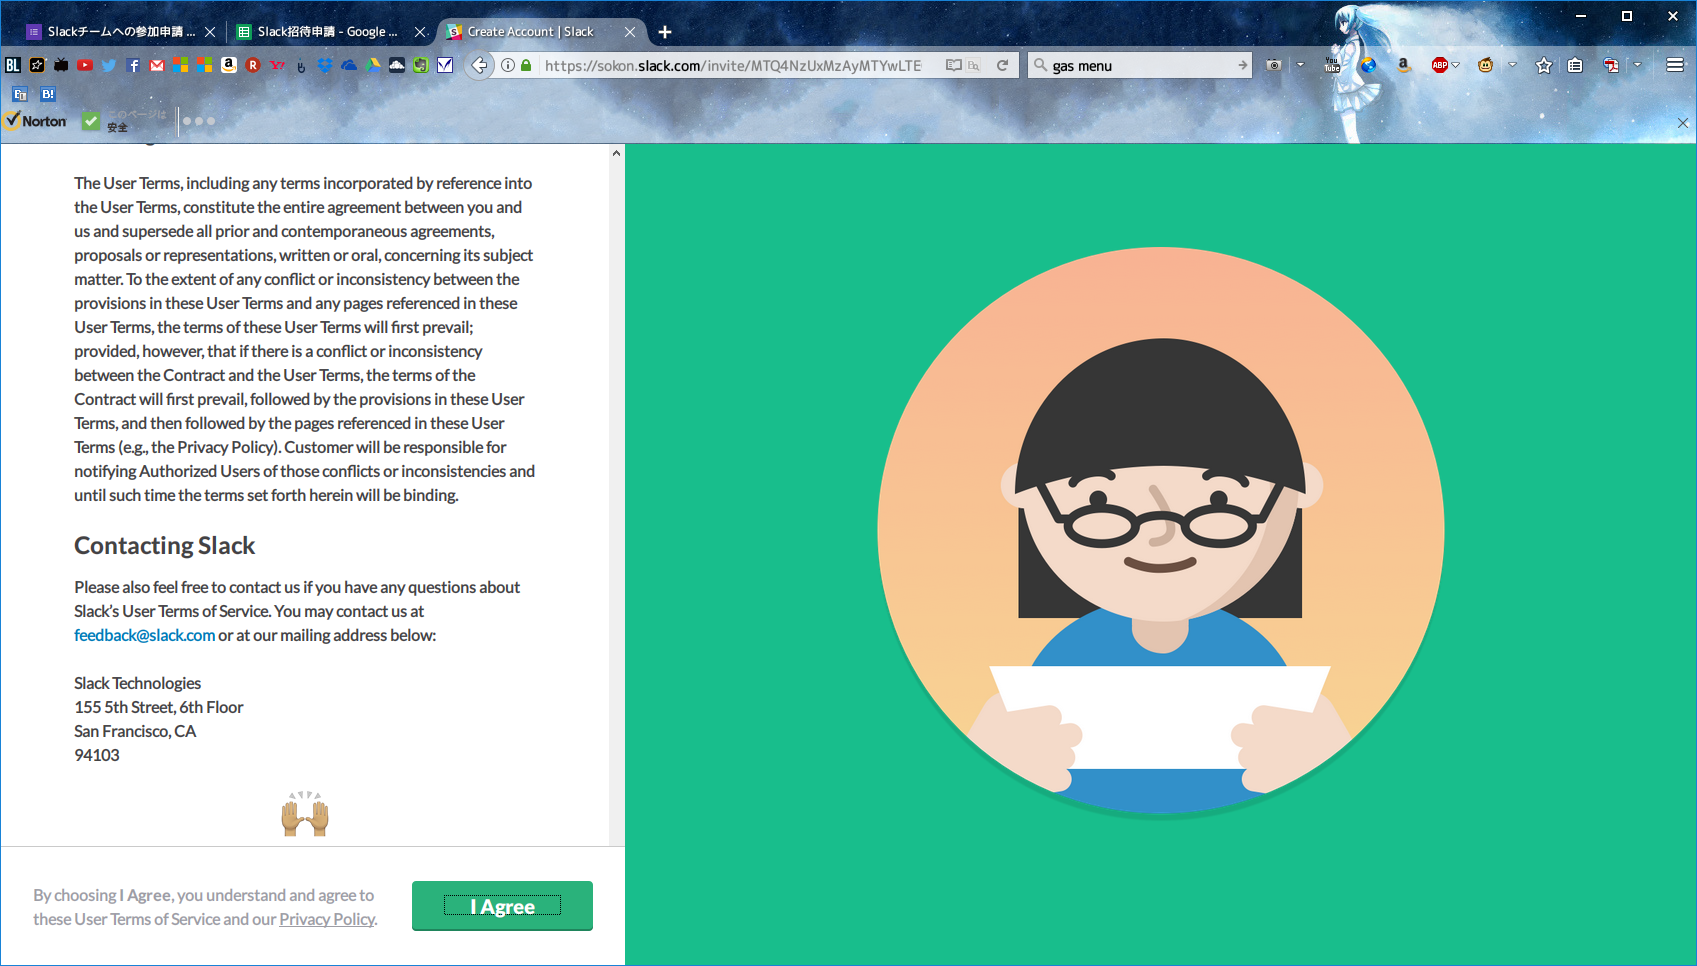 Slackチームへの参加申請 ...
Slack招待申請 - Google ...
Create Account | Slack
BL
https://sokon.slack.com/invite/MTQ4NzUxMzAyMTYwLTE
gas menu
You
Tube
ABP
B!
Norton
このページは
安全
The User Terms, including any terms incorporated by reference into
the User Terms, constitute the entire agreement between you and
us and supersede all prior and contemporaneous agreements,
proposals or representations, written or oral, concerning its subject
matter. To the extent of any conflict or inconsistency between the
provisions in these User Terms and any pages referenced in these
User Terms, the terms of these User Terms will first prevail;
provided, however, that if there is a conflict or inconsistency
between the Contract and the User Terms, the terms of the
Contract will first prevail, followed by the provisions in these User
Terms, and then followed by the pages referenced in these User
Terms (e.g., the Privacy Policy). Customer will be responsible for
notifying Authorized Users of those conflicts or inconsistencies and
until such time the terms set forth herein will be binding.
Contacting Slack
Please also feel free to contact us if you have any questions about
Slack’s User Terms of Service. You may contact us at
feedback@slack.com or at our mailing address below:
Slack Technologies
155 5th Street, 6th Floor
San Francisco, CA
94103
By choosing I Agree, you understand and agree to
these User Terms of Service and our Privacy Policy.
I Agree